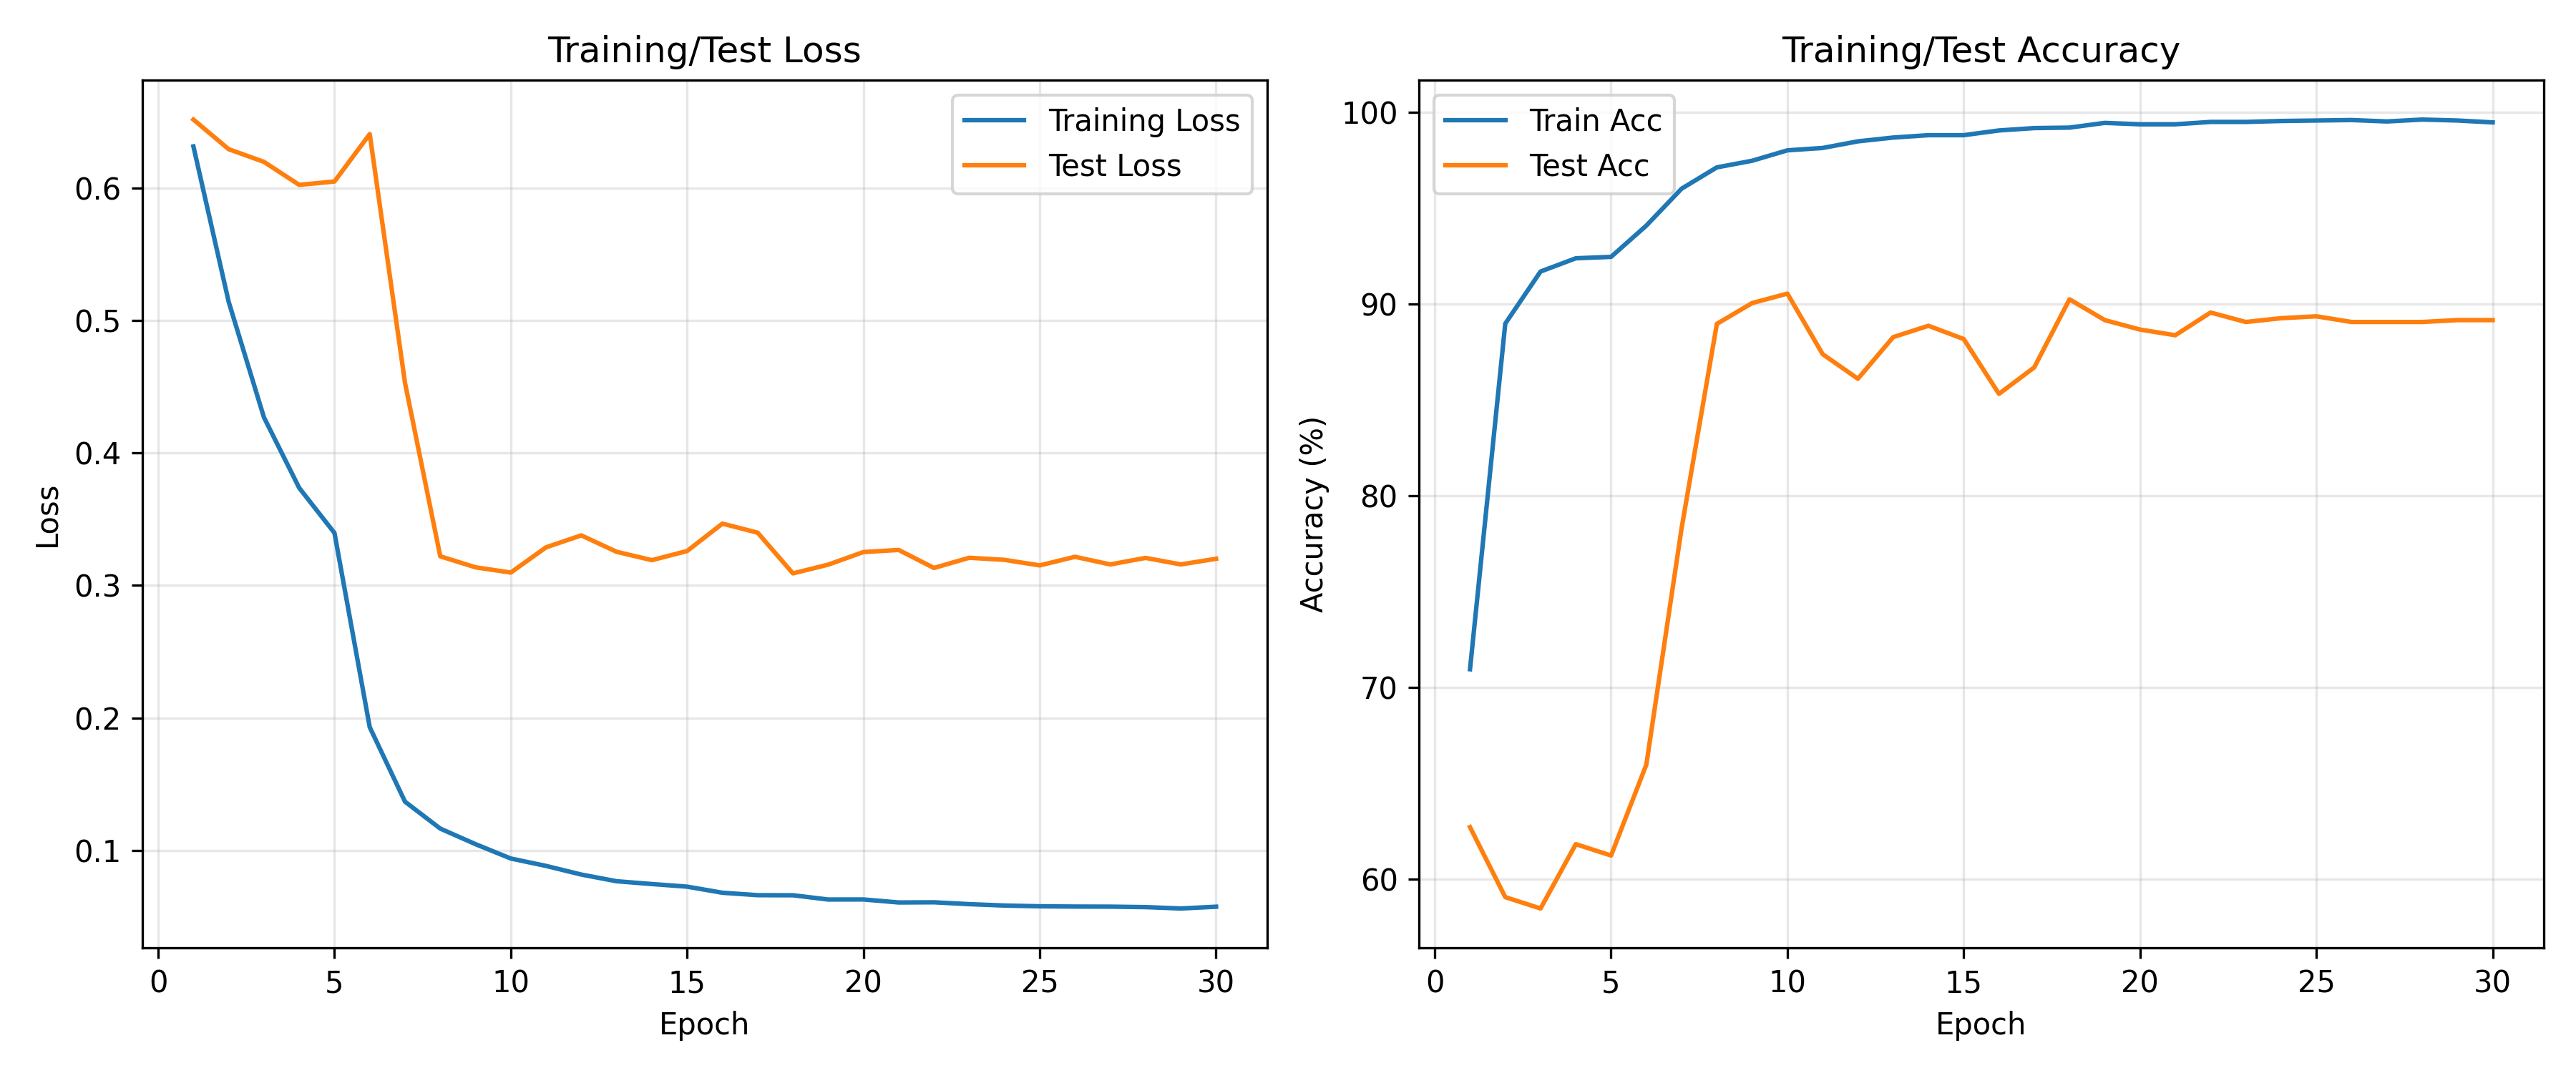 Training/Test Loss
Training Loss
Test Loss
0.6
0.5
0.4
0.3
0.2
0.1
Loss
0 5 10 15 20 25 30
Epoch
Training/Test Accuracy
Train Acc
Test Acc
100
90
80
70
60
Accuracy (%)
0 5 10 15 20 25 30
Epoch